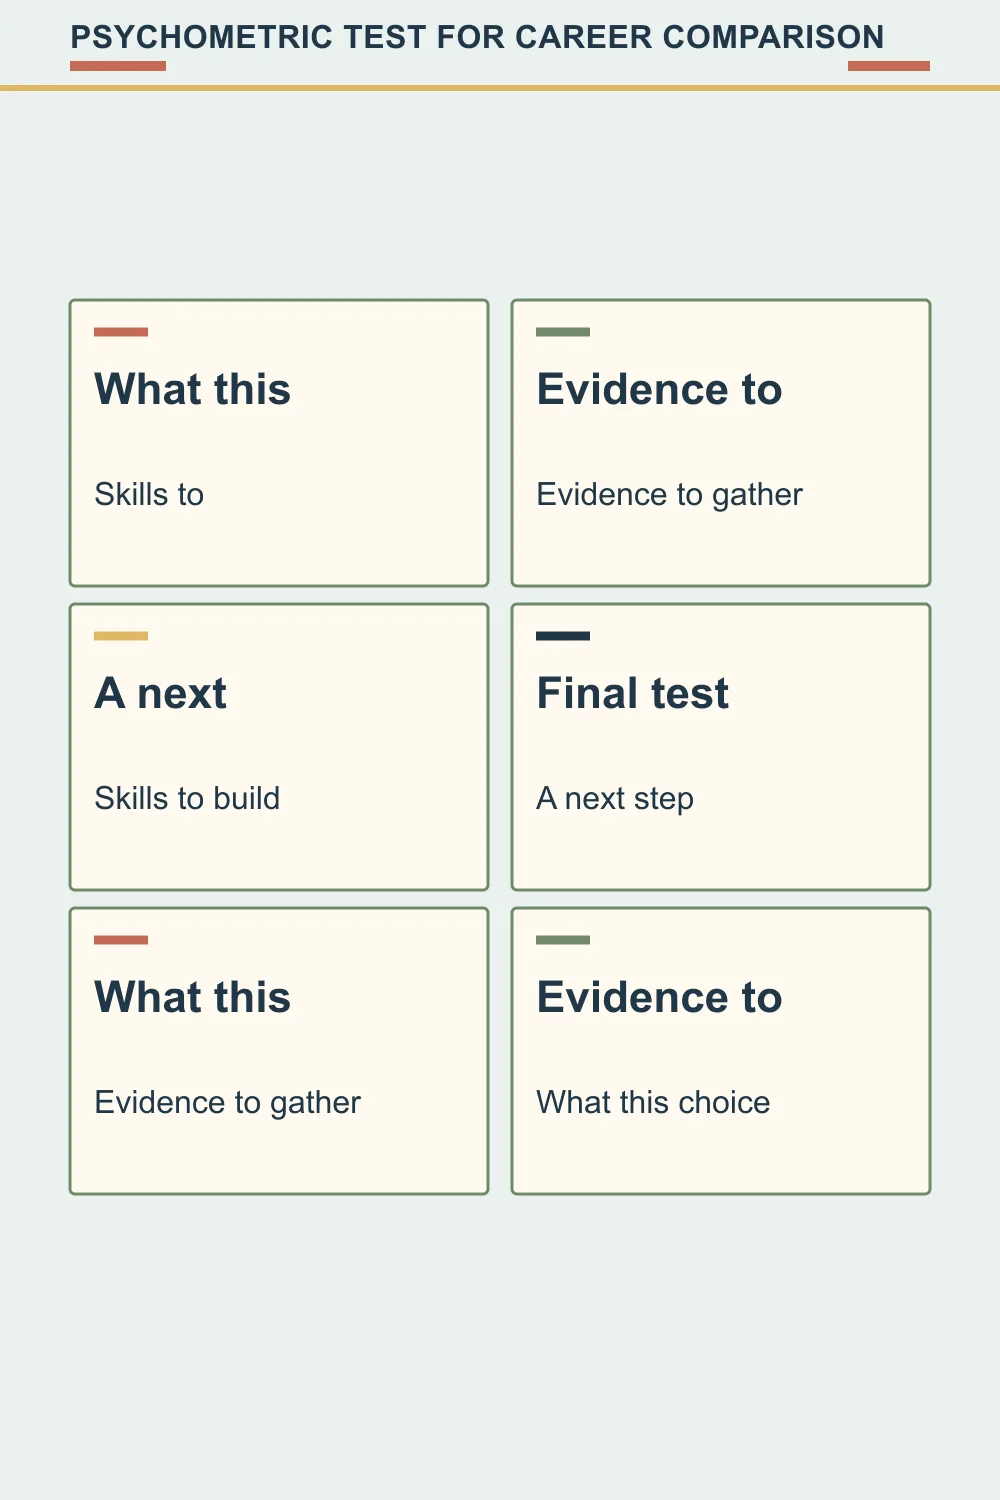 PSYCHOMETRIC TEST FOR CAREER COMPARISON
What this
Skills to
Evidence to
Evidence to gather
A next
Skills to build
Final test
A next step
What this
Evidence to gather
Evidence to
What this choice